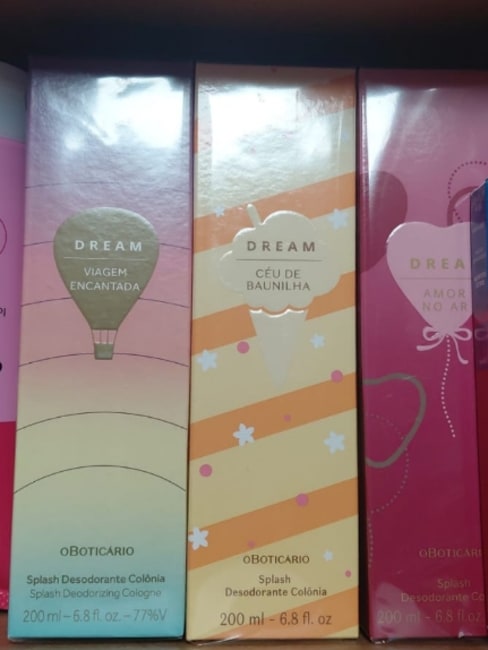 DREAM
VIAGEM
ENCANTADA
oBOTICÁRIO
Splash Desodorante Colônia
Splash Deodorizing Cologne
200 ml - 6.8 fl. oz. - 77%V
DREAM
CÉU DE
BAUNILHA
oBOTICÁRIO
Splash
Desodorante Colônia
200 ml - 6.8 fl. oz
DREA
AMOR
NO AR
oBOTICÁRI
Splash
Desodorante Co
200 ml - 6.8 fl.oz